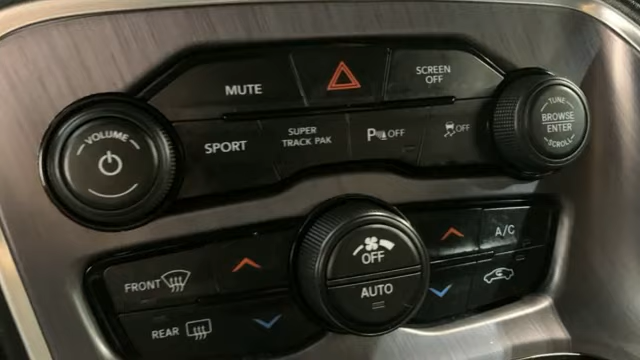 MUTE
SCREEN
OFF
VOLUME
SPORT
SUPER
TRACK PAK
P OFF
OFF
TUNE
BROWSE
ENTER
SCROLL
FRONT
OFF
AUTO
A/C
REAR